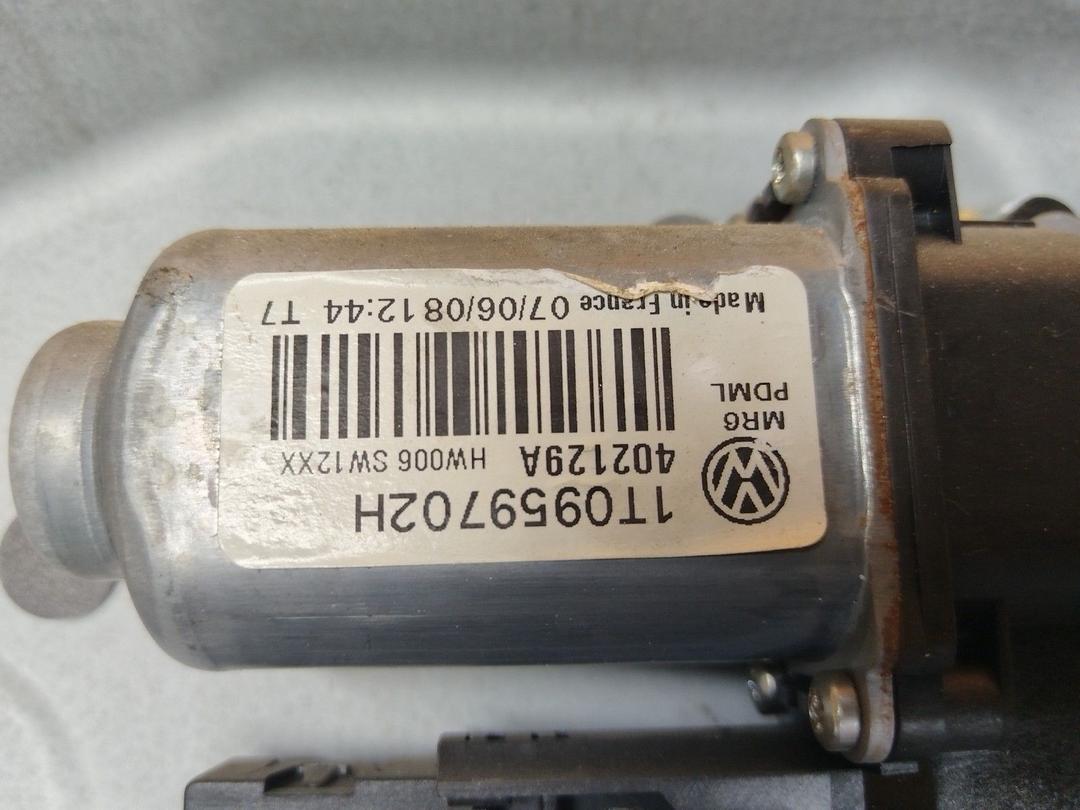 1T0959702H
402129A HW006 SW12XX
MR6
PDML
Made in France 07/06/08 12:44 T7